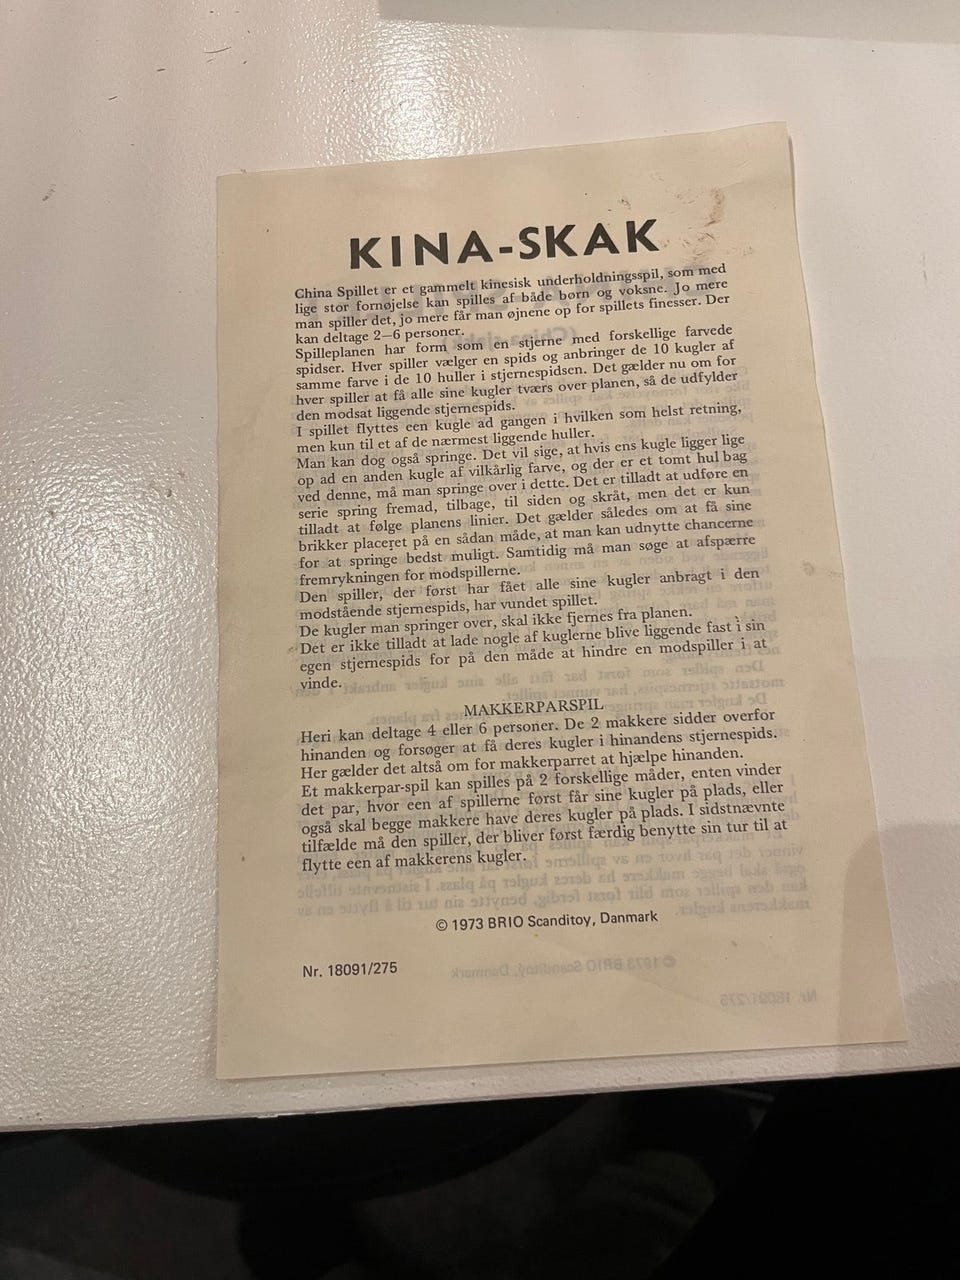 KINA-SKAK
China Spillet er et gammelt kinesisk underholdningsspil, som med
lige stor fornøjelse kan spilles af både børn og voksne. Jo mere
man spiller det, jo mere får man øjnene op for spillets finesser. Der
kan deltage 2–6 personer.
Spilleplanen har form som en stjerne med forskellige farvede
spidser. Hver spiller vælger en spids og anbringer de 10 kugler af
samme farve i de 10 huller i stjernespidsen. Det gælder nu om for
hver spiller at få alle sine kugler tværs over planen, så de udfylder
den modsat liggende stjernespids.
I spillet flyttes een kugle ad gangen i hvilken som helst retning,
men kun til et af de nærmest liggende huller.
Man kan dog også springe. Det vil sige, at hvis ens kugle ligger lige
op ad en anden kugle af vilkårlig farve, og der er et tomt hul bag
ved denne, må man springe over i dette. Det er tilladt at udføre en
serie spring fremad, tilbage, til siden og skråt, men det er kun
tilladt at følge planens linier. Det gælder således om at få sine
brikker placeret på en sådan måde, at man kan udnytte chancerne
for at springe bedst muligt. Samtidig må man søge at afspærre
fremrykningen for modspillerne.
Den spiller, der først har fået alle sine kugler anbragt i den
modstående stjernespids, har vundet spillet.
De kugler man springer over, skal ikke fjernes fra planen.
Det er ikke tilladt at lade nogle af kuglerne blive liggende fast i sin
egen stjernespids for på den måde at hindre en modspiller i at
vinde.
MAKKERPARSPIL
Heri kan deltage 4 eller 6 personer. De 2 makkere sidder overfor
hinanden og forsøger at få deres kugler i hinandens stjernespids.
Her gælder det altså om for makkerparret at hjælpe hinanden.
Et makkerpar-spil kan spilles på 2 forskellige måder, enten vinder
det par, hvor een af spillerne først får sine kugler på plads, eller
også skal begge makkere have deres kugler på plads. I sidstnævnte
tilfælde må den spiller, der bliver først færdig benytte sin tur til at
flytte een af makkerens kugler.
© 1973 BRIO Scanditoy, Danmark
Nr. 18091/275